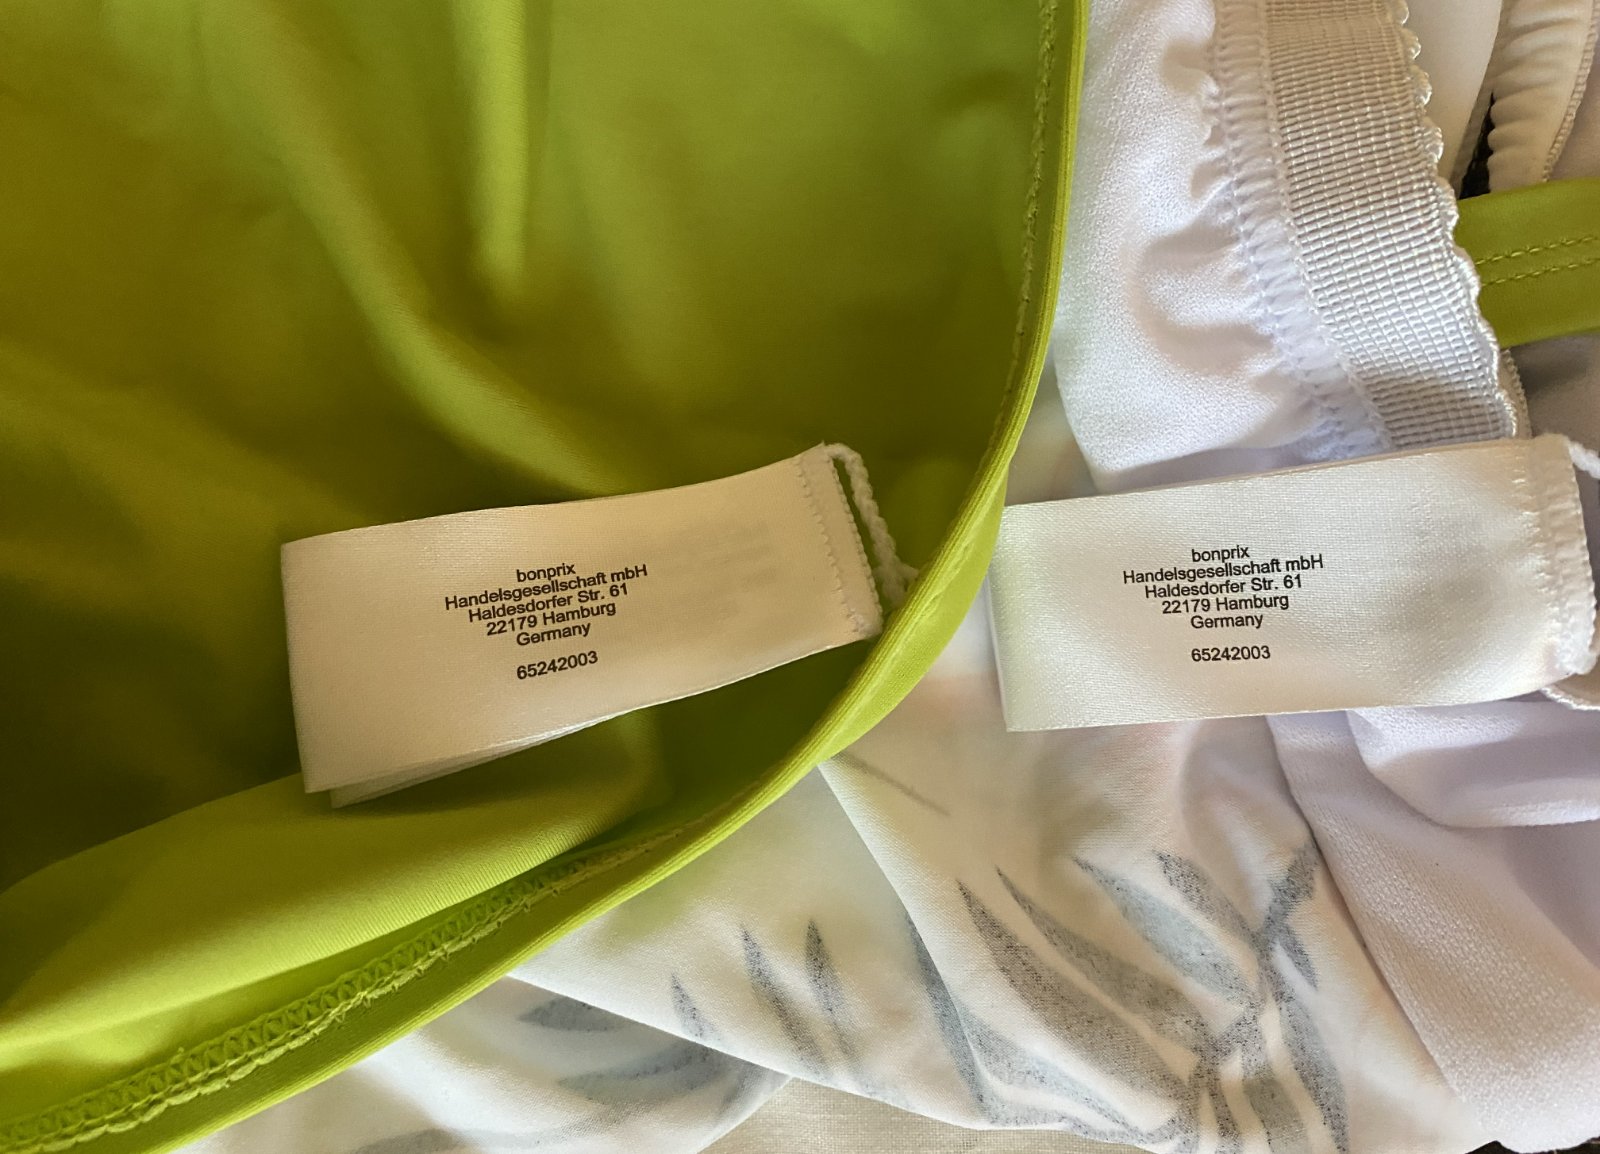 bonprix
Handelsgesellschaft mbH
Haldesdorfer Str. 61
22179 Hamburg
Germany
65242003
bonprix
Handelsgesellschaft mbH
Haldesdorfer Str. 61
22179 Hamburg
Germany
65242003